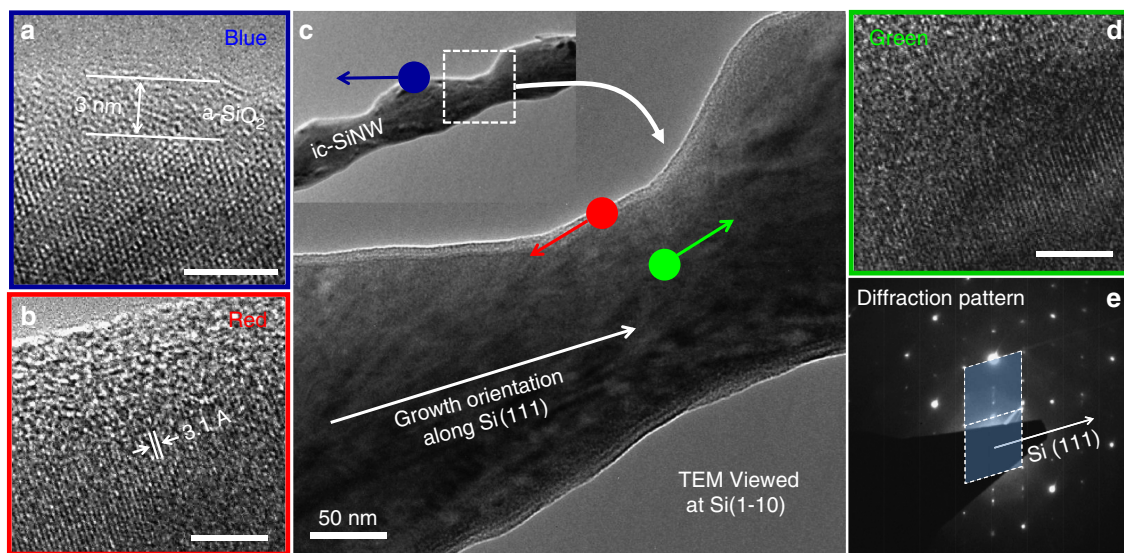 a
Blue
3 nm
a-SiO2
b
Red
3.1 A
c
ic-SiNW
Growth orientation
along Si(111)
50 nm
TEM Viewed
at Si(1-10)
Green
d
Diffraction pattern
e
Si (111)